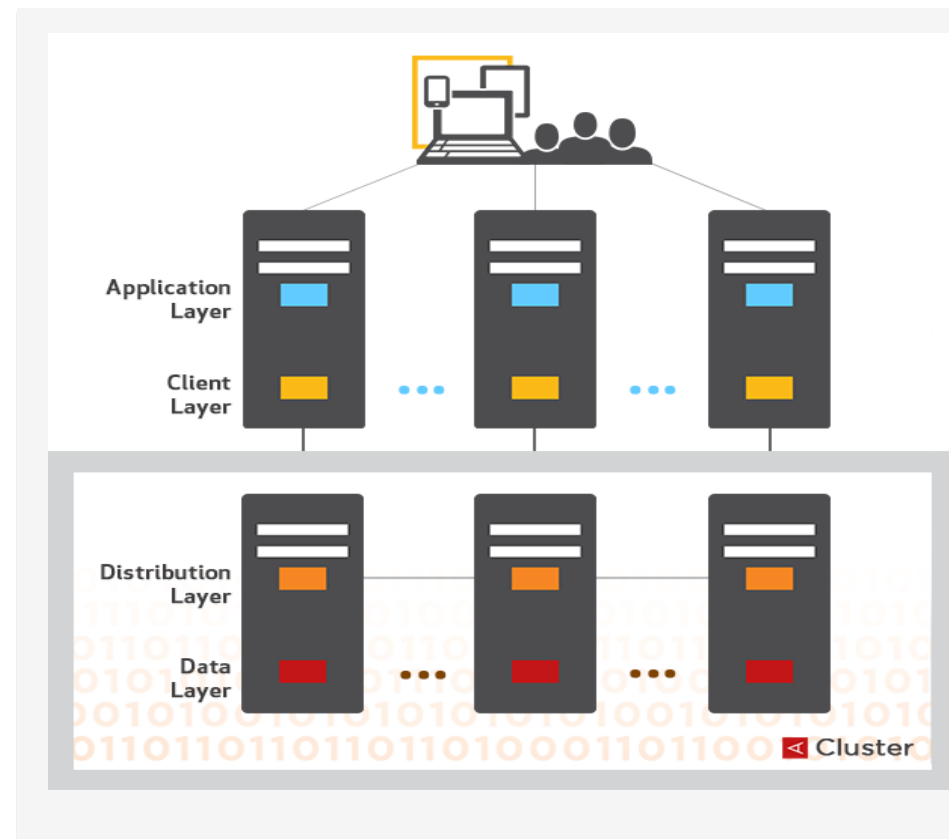 Application
Layer
Client
Layer
Distribution
Layer
Data
Layer
Cluster